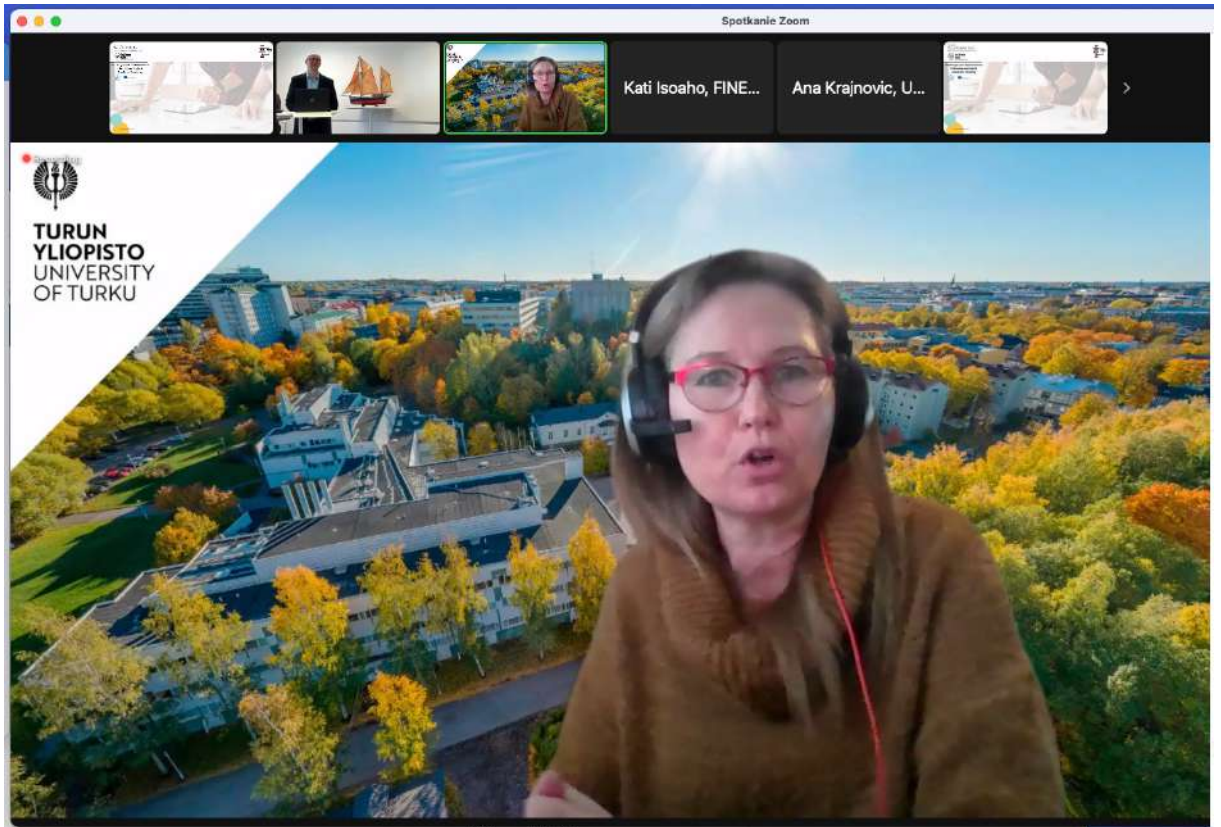 Spotkanie Zoom
Kati Isoaho, FINE...
Ana Krajnovic, U...
Recording
TURUN
YLIOPISTO
UNIVERSITY
OF TURKU